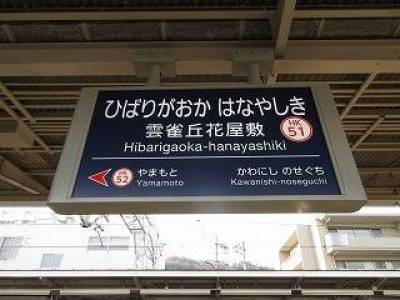 ひばりがおか はなやしき
雲雀丘花屋敷
HK
51
Hibarigaoka-hanayashiki
HK
52
やまもと
Yamamoto
かわにし のせぐち
Kawanishi-noseguchi